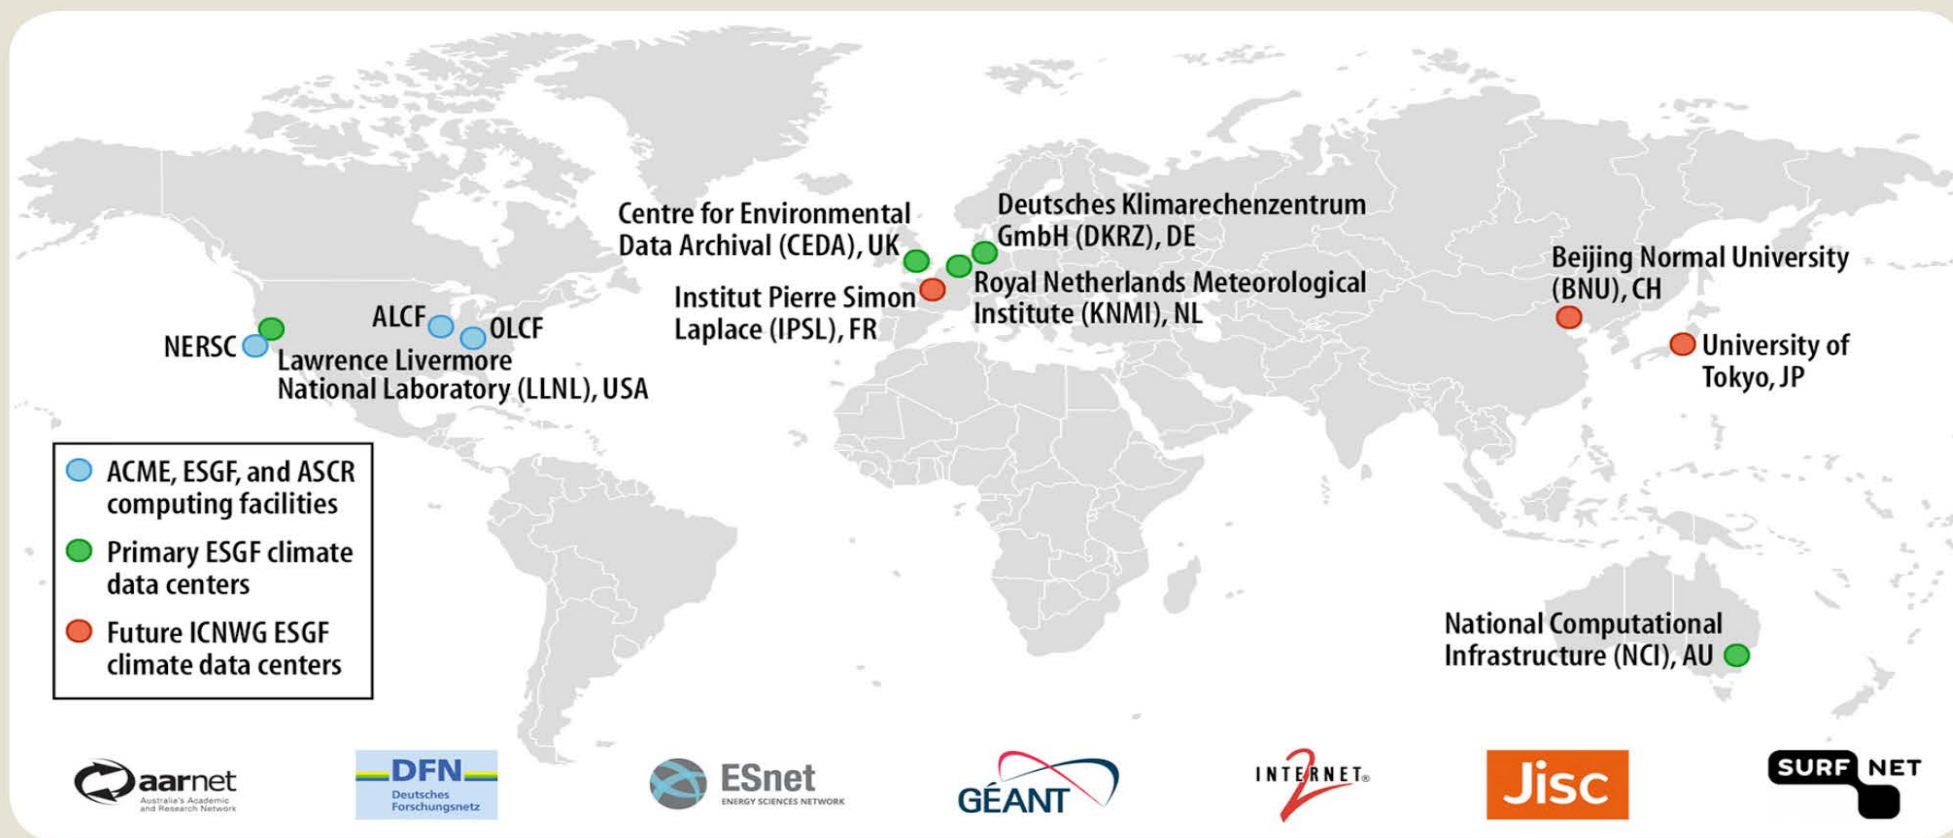 Centre for Environmental
Data Archival (CEDA), UK
Deutsches Klimarechenzentrum
GmbH (DKRZ), DE
Institut Pierre Simon
Laplace (IPSL), FR
Royal Netherlands Meteorological
Institute (KNMI), NL
Beijing Normal University
(BNU), CH
University of
Tokyo, JP
NERSC
ALCF
OLCF
Lawrence Livermore
National Laboratory (LLNL), USA
ACME, ESGF, and ASCR
computing facilities
Primary ESGF climate
data centers
Future ICNWG ESGF
climate data centers
National Computational
Infrastructure (NCI), AU
aarnet
Australia's Academic
and Research Network
DFN
Deutsches
Forschungsnetz
ESnet
ENERGY SCIENCES NETWORK
GÉANT
INTERNET®
2
Jisc
SURF NET